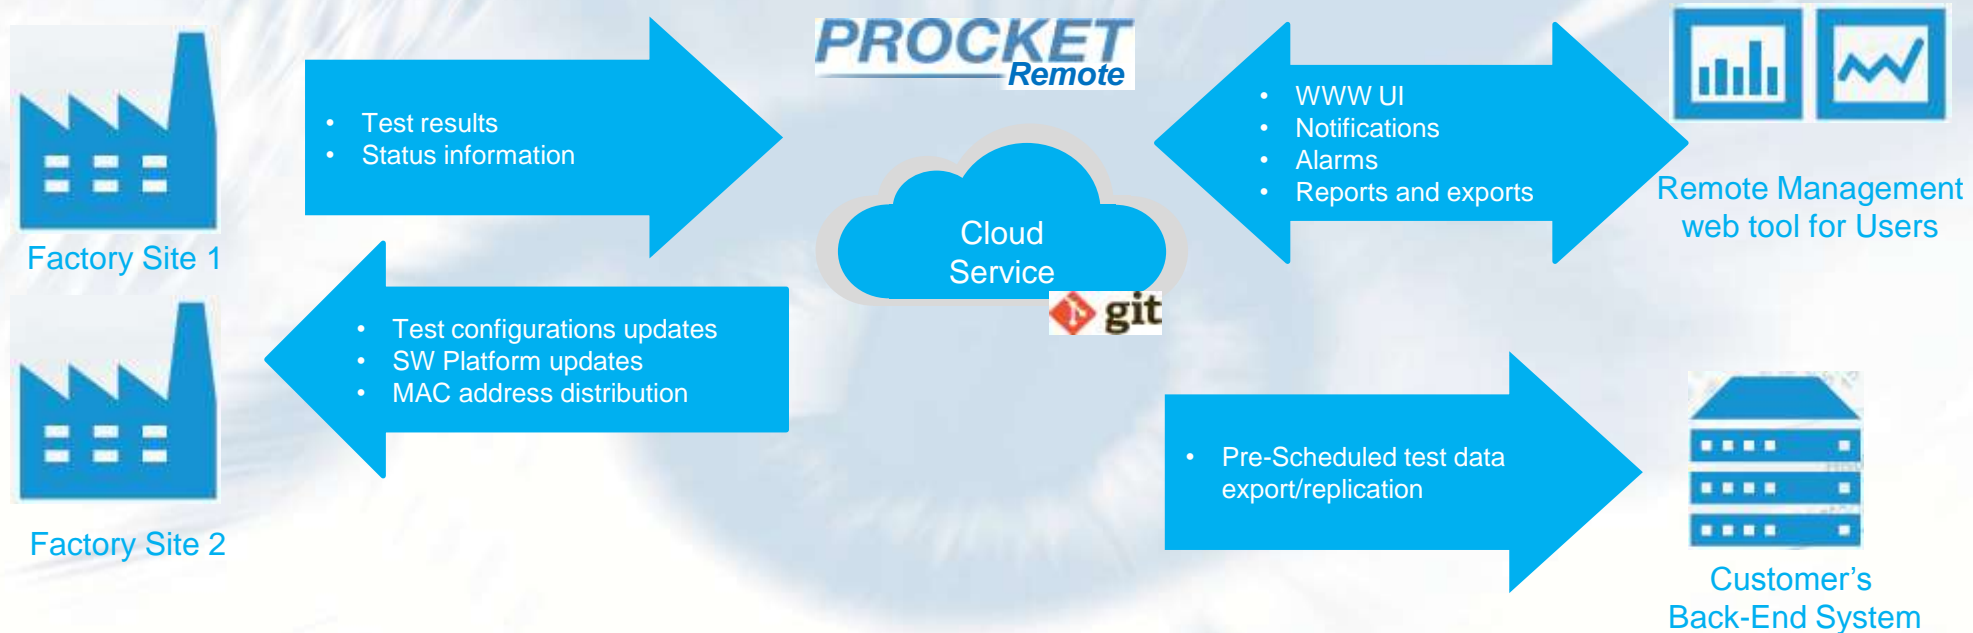 PROCKET
Remote
• Test results
• Status information
Factory Site 1
• Test configurations updates
• SW Platform updates
• MAC address distribution
Factory Site 2
Cloud
Service
git
• WWW UI
• Notifications
• Alarms
• Reports and exports
Remote Management
web tool for Users
• Pre-Scheduled test data
export/replication
Customer’s
Back-End System